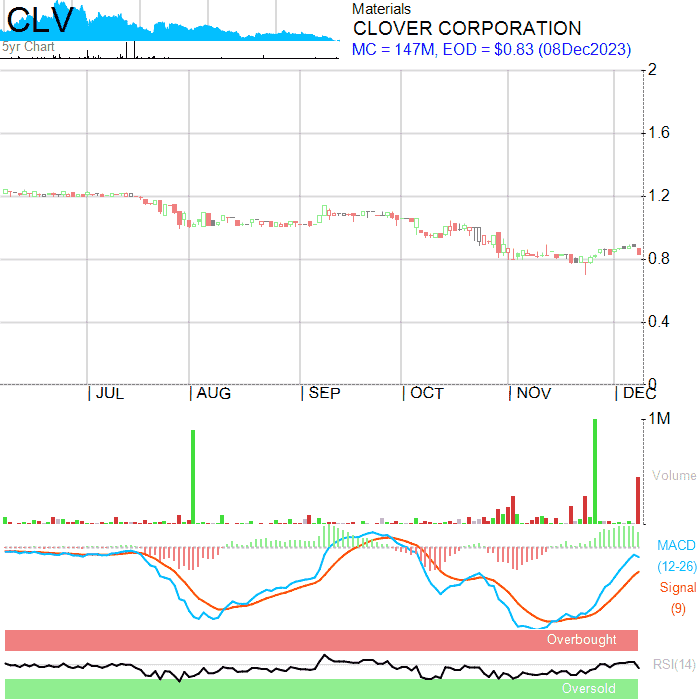 CLV
5yr Chart
Materials
CLOVER CORPORATION
MC = 147M, EOD = $0.83 (08Dec2023)
2
1.6
1.2
0.8
0.4
0
JUL
AUG
SEP
OCT
NOV
DEC
1M
Volume
MACD
(12-26)
Signal
(9)
Overbought
RSI(14)
Oversold